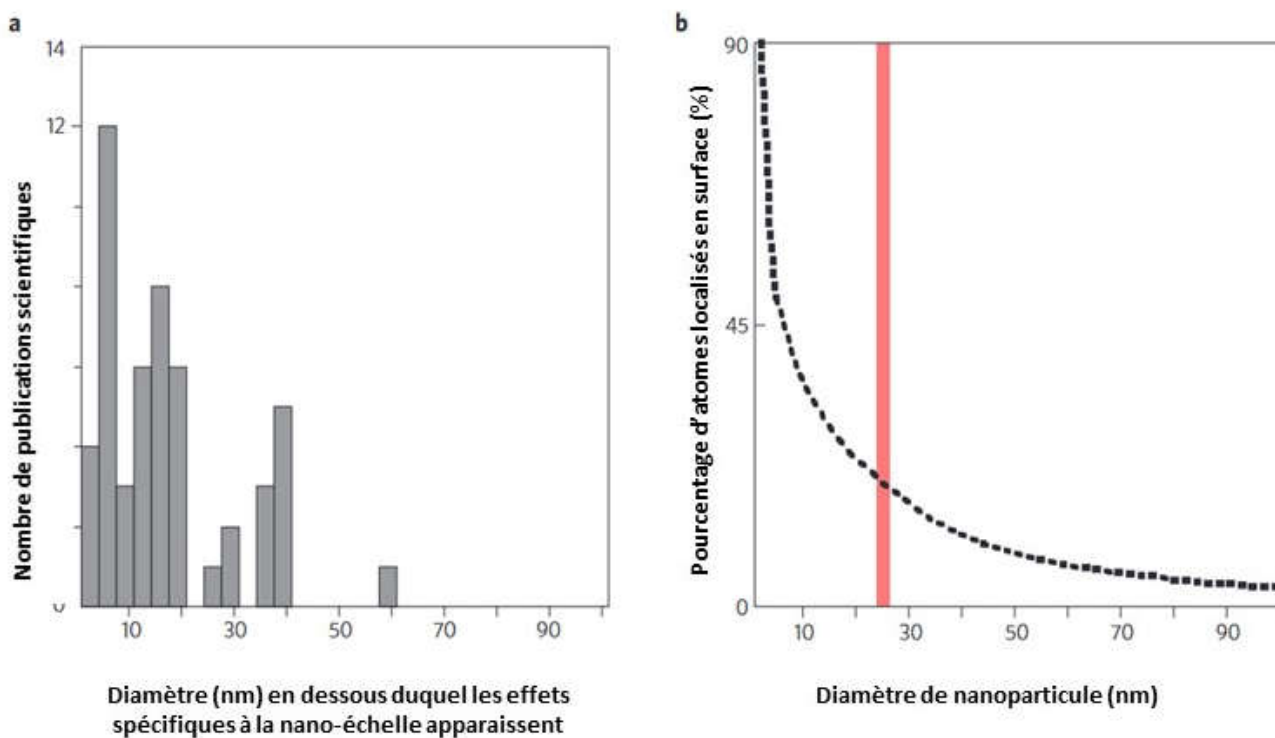 a
14
12
0
Nombre de publications scientifiques
10
30
50
70
90
Diamètre (nm) en dessous duquel les effets
spécifiques à la nano-échelle apparaissent
b
90
45
0
Pourcentage d’atomes localisés en surface (%)
10
30
50
70
90
Diamètre de nanoparticule (nm)